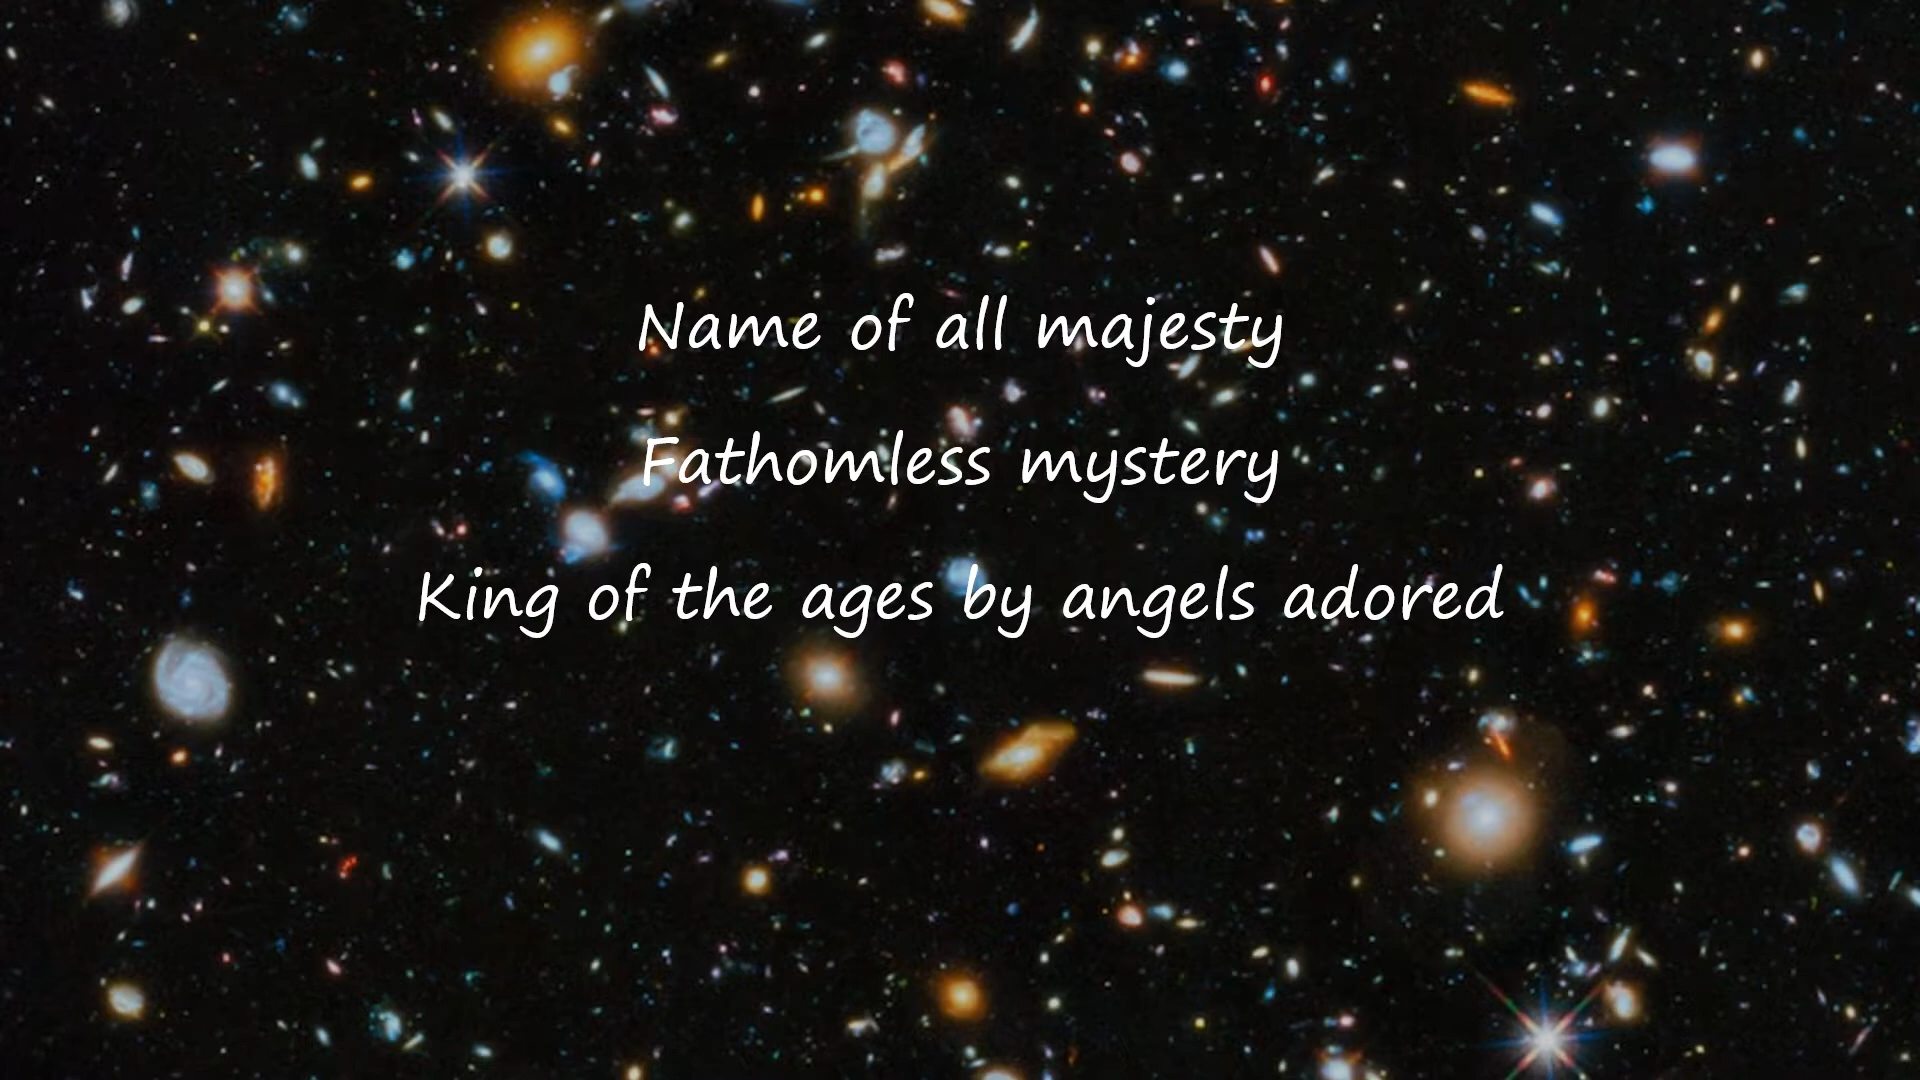 Name of all majesty
Fathomless mystery
King of the ages by angels adored